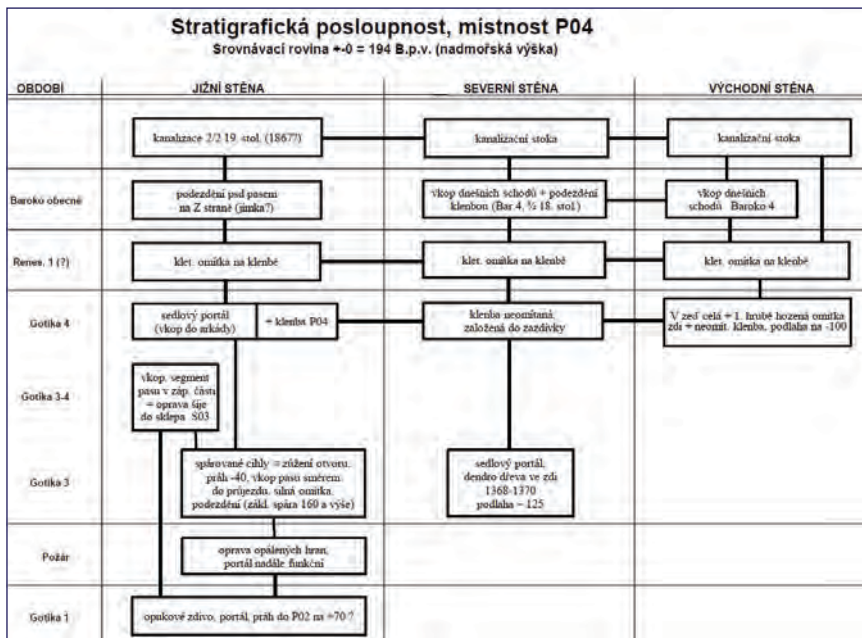 Stratigrafická posloupnost, místnost P04
Srovnávací rovina +-0 = 194 B.p.v. (nadmořská výška)
OBDOBÍ
JIŽNÍ STĚNA
SEVERNÍ STĚNA
VÝCHODNÍ STĚNA
kanalizace 2/2 19. stol. (1867?)
kanalizační stoka
kanalizační stoka
Baroko obecné
podezdění psd pasem
na Z straně (jímka?)
vkop dnešních schodů + podezdění
klenbou (Bar 4, ½ 18. stol.)
vkop dnešních
schodů Baroko 4
Renes. 1 (?)
klet. omítka na klenbě
klet. omítka na klenbě
klet. omítka na klenbě
Gotika 4
sedlový portál
(vkop do arkády)
+ klenba P04
klenba neomítaná,
založená do zazdívky
V zeď celá + 1. hrubě hozená omítka
zdi + neomít. klenba, podlaha na -100
Gotika 3-4
vkop. segment
pasu v záp. části
= oprava šíje
do sklepa S03
Gotika 3
spárované cihly = zúžení otvoru.
práh -40, vkop pasu směrem
do průjezdu, silná omítka,
podezdění (zákl. spára 160 a výše)
sedlový portál,
dendro dřeva ve zdi
1368-1370
podlaha – 125
Požár
oprava opálených hran,
portál nadále funkční
Gotika 1
opukové zdivo, portál, práh do P02 na +70 ?